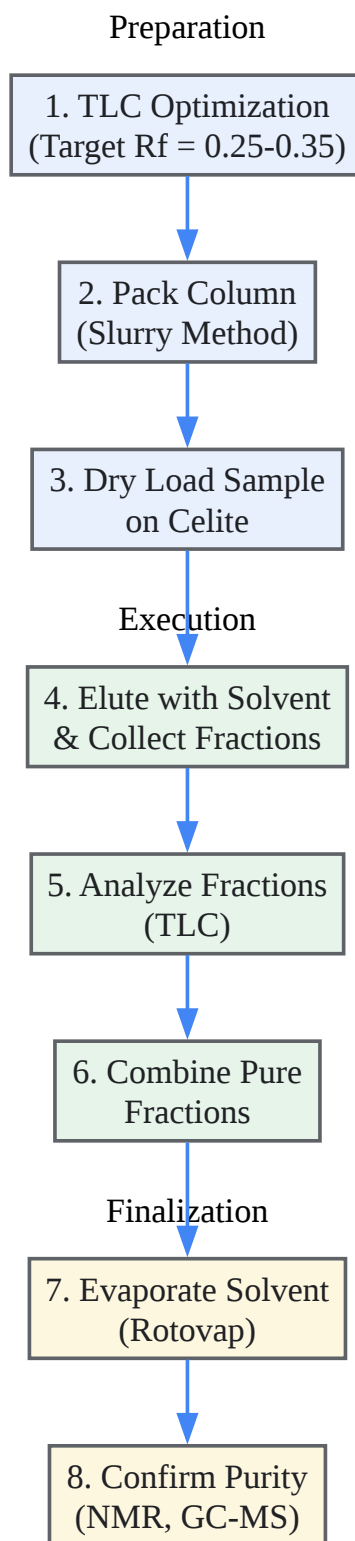 Preparation
1. TLC Optimization
(Target Rf = 0.25-0.35)
2. Pack Column
(Slurry Method)
3. Dry Load Sample
on Celite
Execution
4. Elute with Solvent
& Collect Fractions
5. Analyze Fractions
(TLC)
6. Combine Pure
Fractions
Finalization
7. Evaporate Solvent
(Rotovap)
8. Confirm Purity
(NMR, GC-MS)